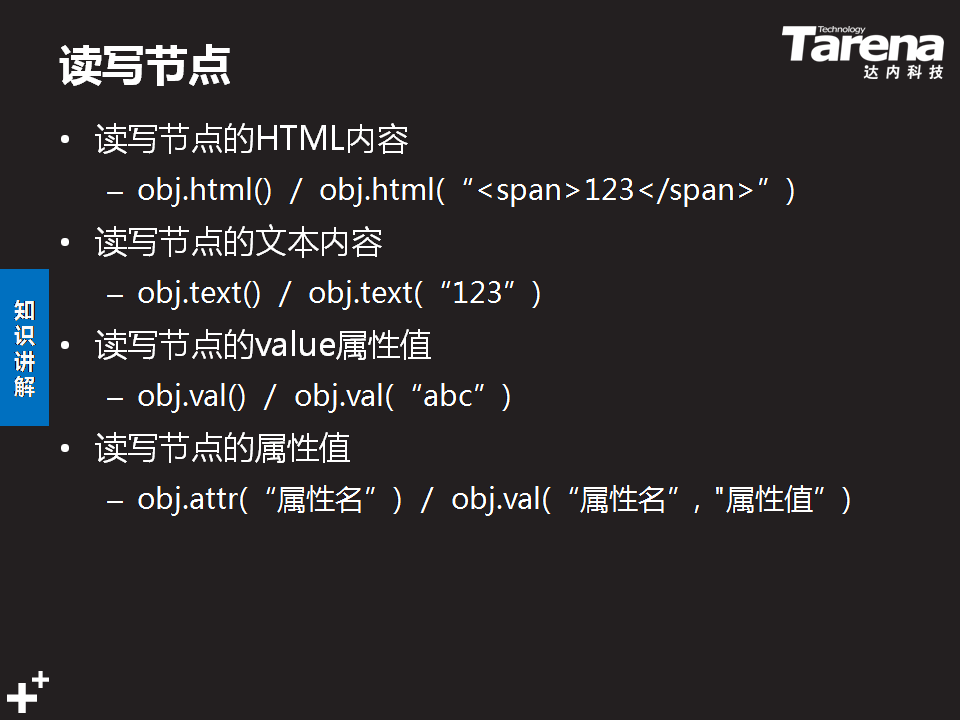 读写节点
Technology
Tarena
达内科技
• 读写节点的HTML内容
– obj.html() / obj.html(“<span>123</span>”)
• 读写节点的文本内容
– obj.text() / obj.text(“123”)
• 读写节点的value属性值
– obj.val() / obj.val(“abc”)
• 读写节点的属性值
– obj.attr(“属性名”) / obj.val(“属性名”, "属性值”)
知识讲解